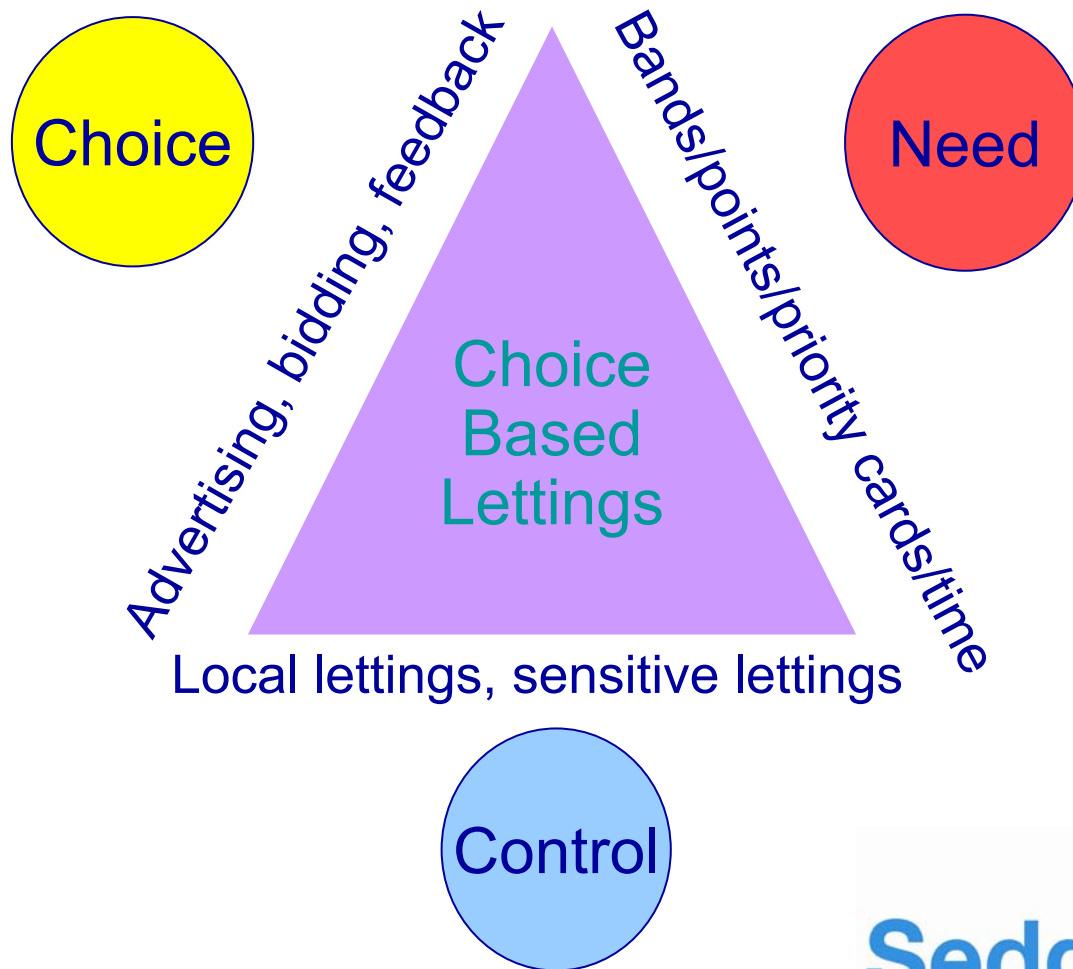 Choice
Advertising, bidding, feedback
Bands/points/priority cards/time
Need
Choice
Based
Lettings
Local lettings, sensitive lettings
Control